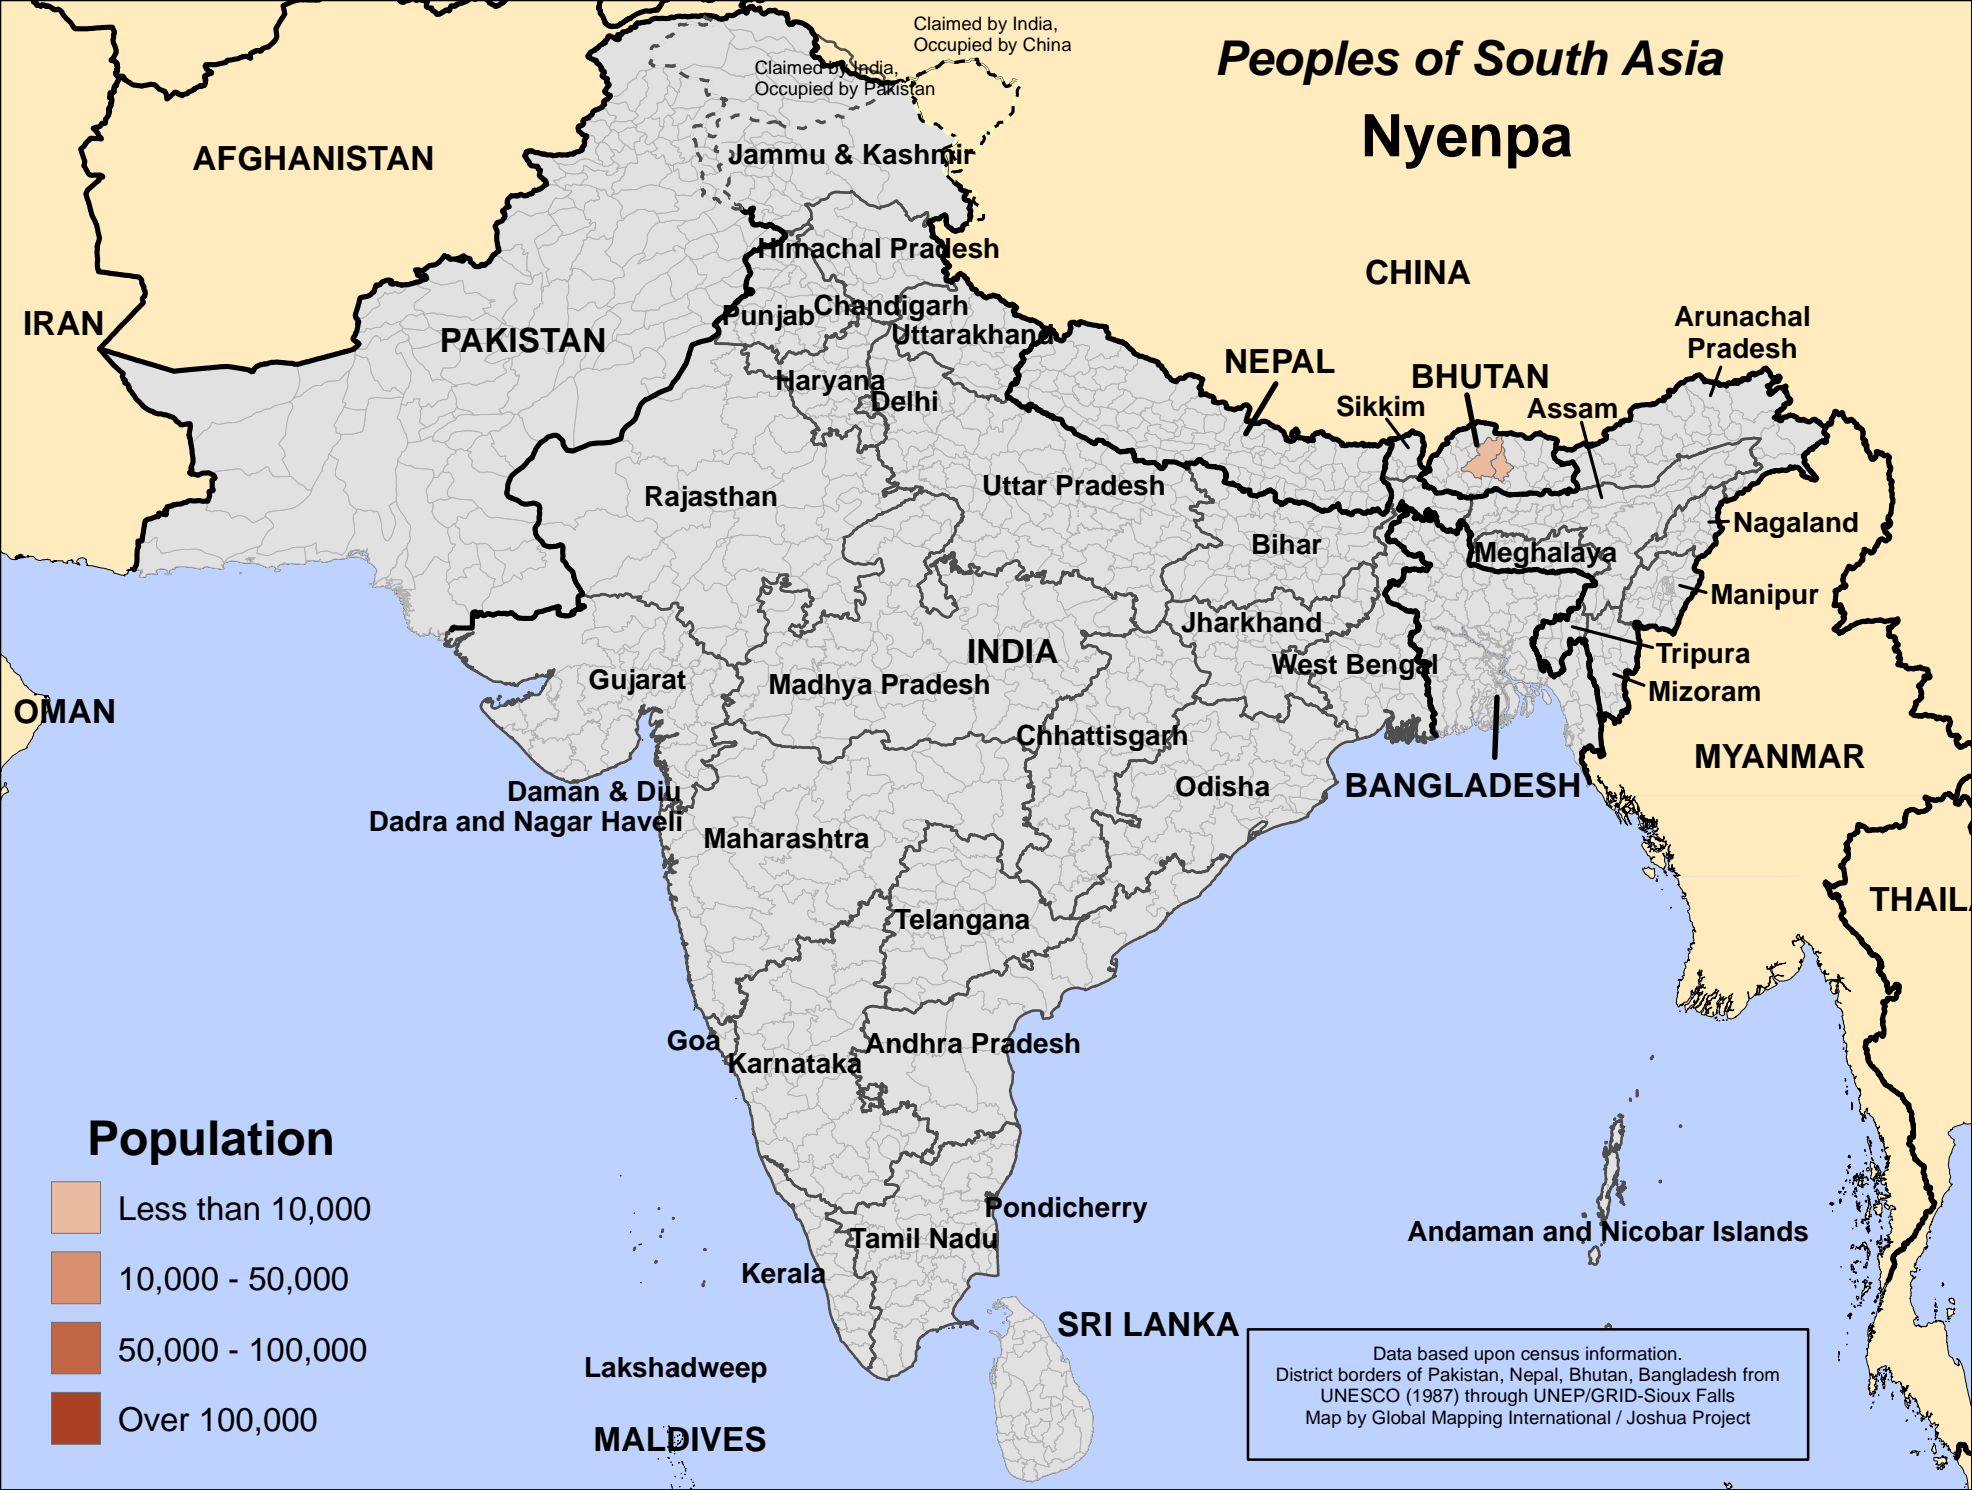 Claimed by India,
Occupied by China
Peoples of South Asia
Nyenpa
Claimed by India,
Occupied by Pakistan
AFGHANISTAN
Jammu & Kashmir
Himachal Pradesh
CHINA
IRAN
PAKISTAN
Punjab
Chandigarh
Uttarakhand
Arunachal
Pradesh
NEPAL
BHUTAN
Haryana
Delhi
Sikkim
Assam
Rajasthan
Uttar Pradesh
Bihar
Meghalaya
Nagaland
Manipur
Jharkhand
INDIA
West Bengal
Tripura
Mizoram
Gujarat
Madhya Pradesh
OMAN
Chhattisgarh
MYANMAR
Odisha
BANGLADESH
Daman & Diu
Dadra and Nagar Haveli
Maharashtra
THAILA
Telangana
Goa
Karnataka
Andhra Pradesh
Population
Less than 10,000
10,000 - 50,000
50,000 - 100,000
Over 100,000
Pondicherry
Tamil Nadu
Kerala
Andaman and Nicobar Islands
SRI LANKA
Lakshadweep
MALDIVES
Data based upon census information.
District borders of Pakistan, Nepal, Bhutan, Bangladesh from
UNESCO (1987) through UNEP/GRID-Sioux Falls
Map by Global Mapping International / Joshua Project